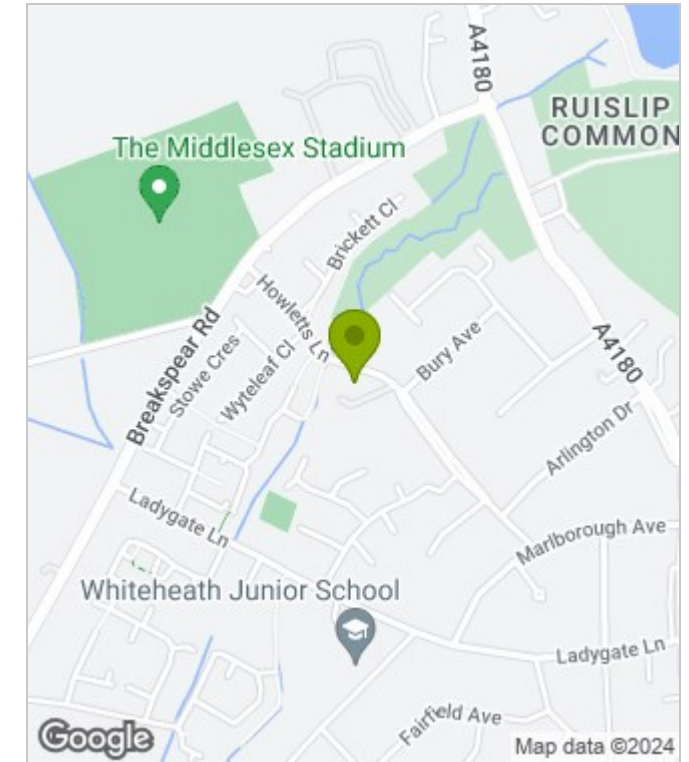 A4180
RUISLIP
COMMON
The Middlesex Stadium
Brickett Cl
Howletts Ln
Breakspear Rd
Stowe Cres
Wyteleaf Cl
Bury Ave
A4180
Arlington Dr
Ladygate Ln
Marlborough Ave
Whiteheath Junior School
Ladygate Ln
Fairfield Ave
Google
Map data ©2024